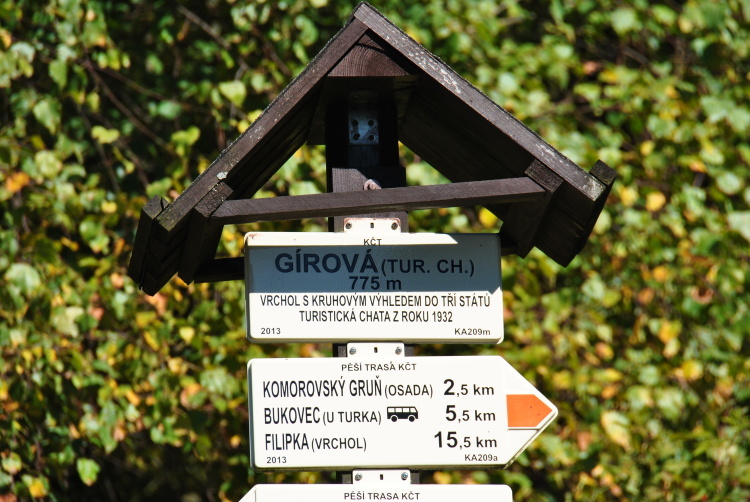 KČT
GÍROVÁ (TUR. CH.)
775 m
VRCHOL S KRUHOVÝM VÝHLEDEM DO TŘÍ STÁTŮ
TURISTICKÁ CHATA Z ROKU 1932
2013 KA209m
PĚŠÍ TRASA KČT
KOMOROVSKÝ GRUŇ (OSADA) 2,5 km
BUKOVEC (U TURKA) 5,5 km
FILIPKA (VRCHOL) 15,5 km
2013 KA209a
PĚŠÍ TRASA KČT